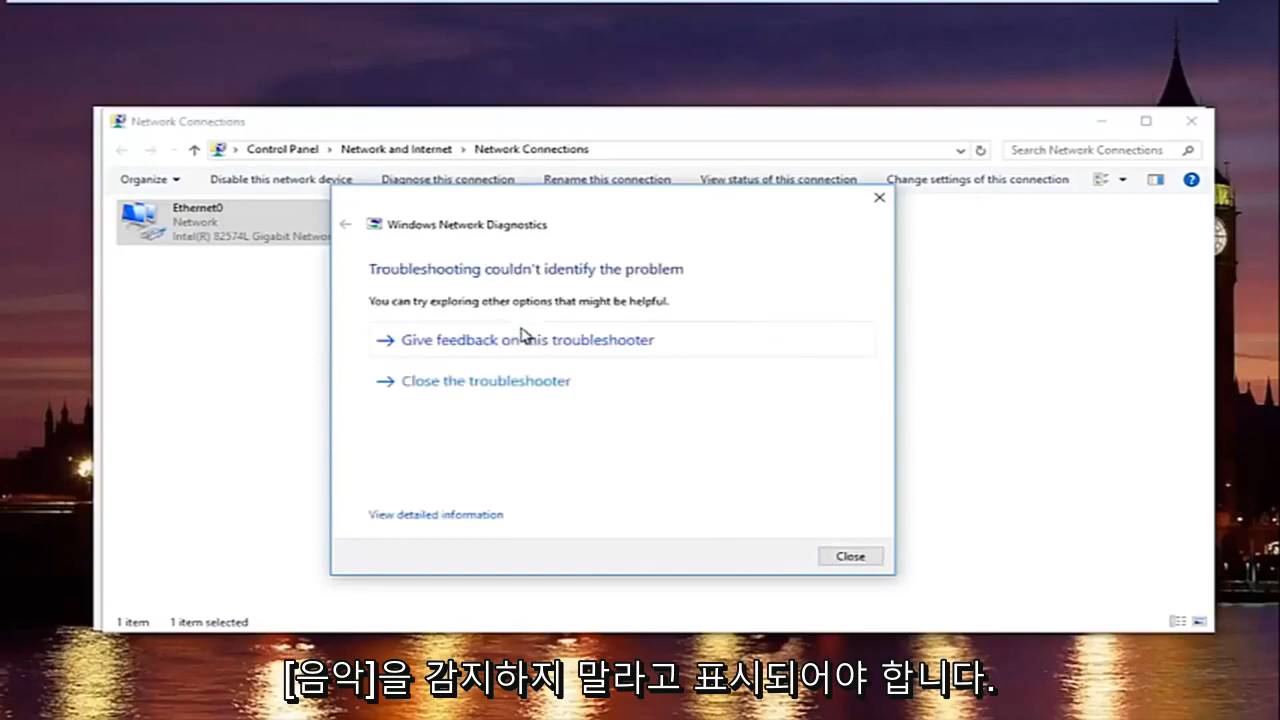 Network Connections
Control Panel > Network and Internet > Network Connections
Search Network Connections
Organize
Disable this network device
Diagnose this connection
Rename this connection
View status of this connection
Change settings of this connection
Ethernet0
Network
Intel(R) 82574L Gigabit Networ
Windows Network Diagnostics
Troubleshooting couldn't identify the problem
You can try exploring other options that might be helpful.
Give feedback on this troubleshooter
Close the troubleshooter
View detailed information
Close
1 item
1 item selected
[음악]을 감지하지 말라고 표시되어야 합니다.